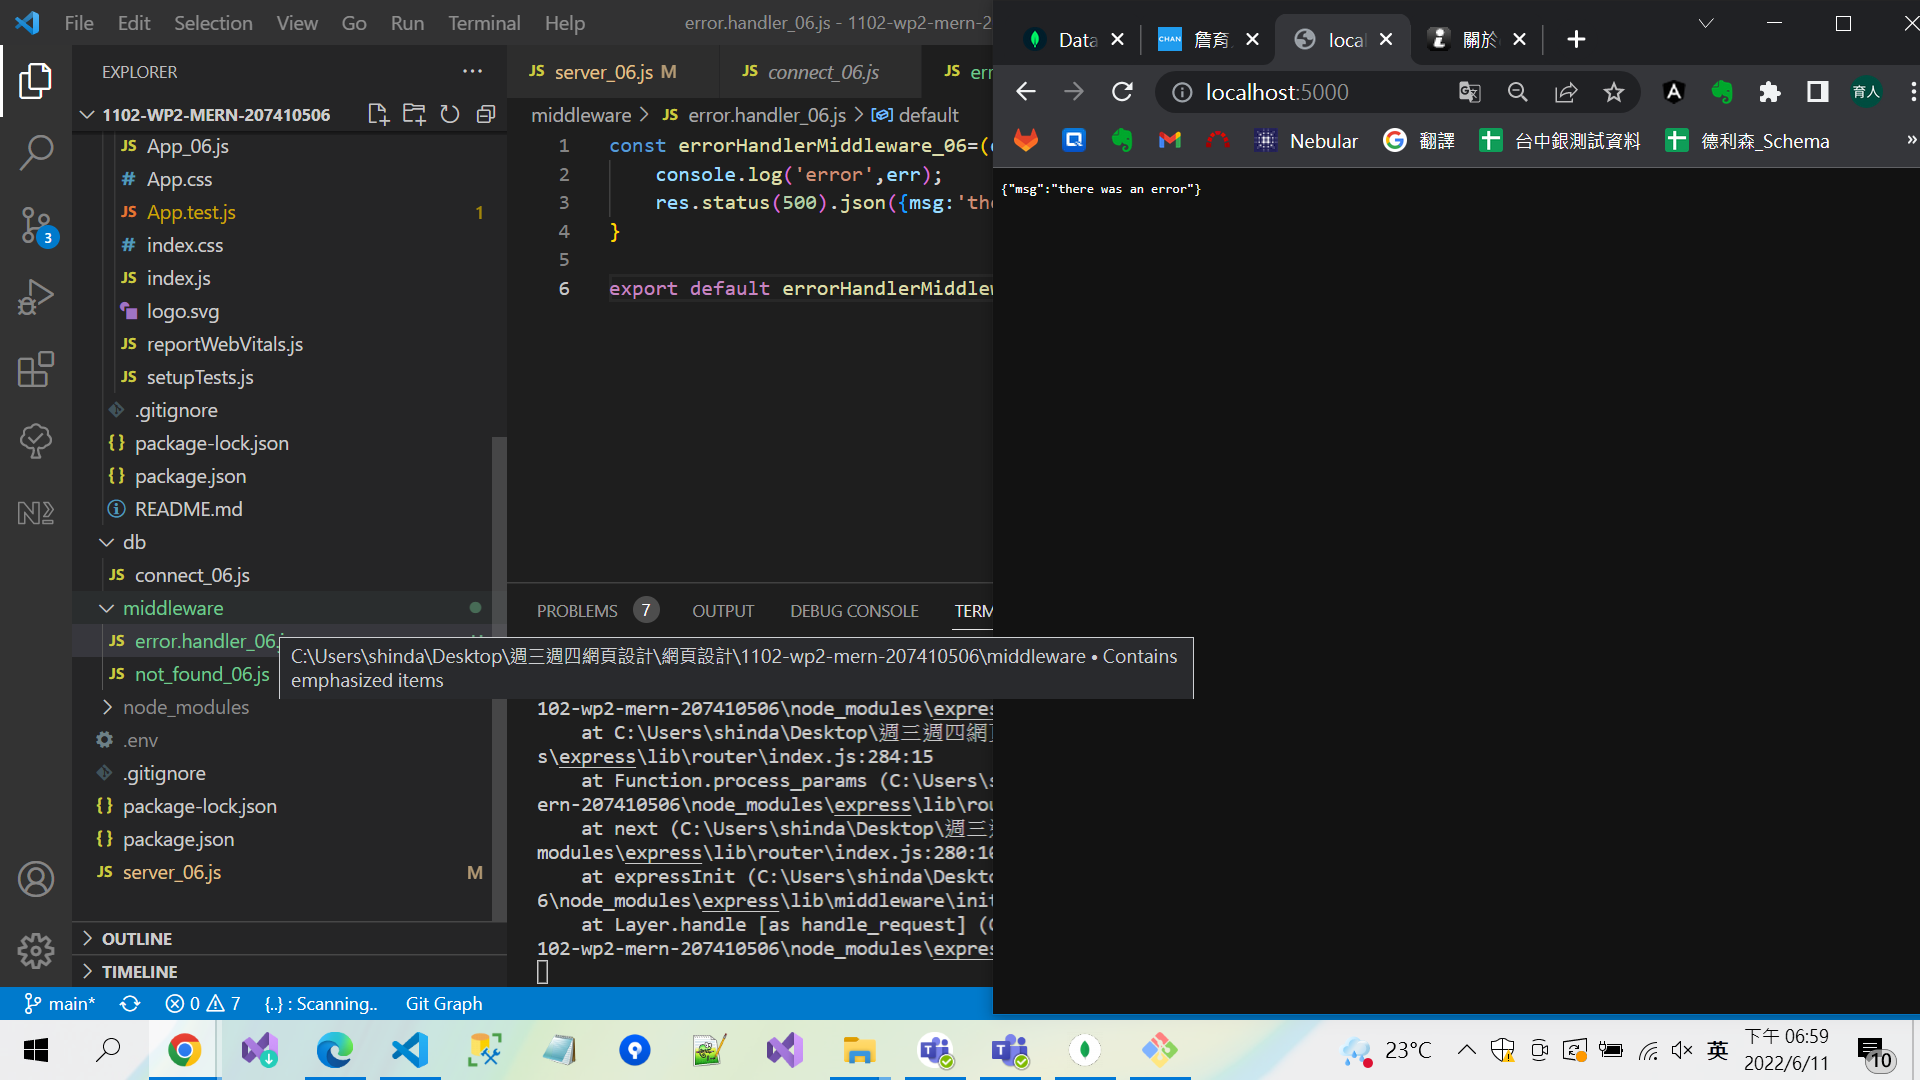 File Edit Selection View Go Run Terminal Help
error.handler_06.js - 1102-wp2-mern-2
EXPLORER
1102-WP2-MERN-207410506
JS App_06.js
# App.css
JS App.test.js 1
# index.css
JS index.js
logo.svg
JS reportWebVitals.js
JS setupTests.js
.gitignore
{} package-lock.json
{} package.json
README.md
db
JS connect_06.js
middleware
JS error.handler_06.j
JS not_found_06.js
node_modules
.env
.gitignore
{} package-lock.json
{} package.json
JS server_06.js M
OUTLINE
TIMELINE
3
JS server_06.js M
JS connect_06.js
JS err
middleware > JS error.handler_06.js > default
1 const errorHandlerMiddleware_06=(
2 console.log('error',err);
3 res.status(500).json({msg:'the
4 }
5
6 export default errorHandlerMiddlew
PROBLEMS 7 OUTPUT DEBUG CONSOLE TERM
C:\Users\shinda\Desktop\週三週四網頁設計\網頁設計\1102-wp2-mern-207410506\middleware • Contains
emphasized items
102-wp2-mern-207410506\node_modules\expres
at C:\Users\shinda\Desktop\週三週四網
s\express\lib\router\index.js:284:15
at Function.process_params (C:\Users\s
ern-207410506\node_modules\express\lib\rou
at next (C:\Users\shinda\Desktop\週三
modules\express\lib\router\index.js:280:10
at expressInit (C:\Users\shinda\Deskto
6\node_modules\express\lib\middleware\init
at Layer.handle [as handle_request] (C
102-wp2-mern-207410506\node_modules\expres
main* 0 7 {..} : Scanning.. Git Graph
Data
CHAN 詹育
local
關於
localhost:5000
育人
Nebular
翻譯
台中銀測試資料
德利森_Schema
»
{"msg":"there was an error"}
23°C
英
下午 06:59
2022/6/11
10